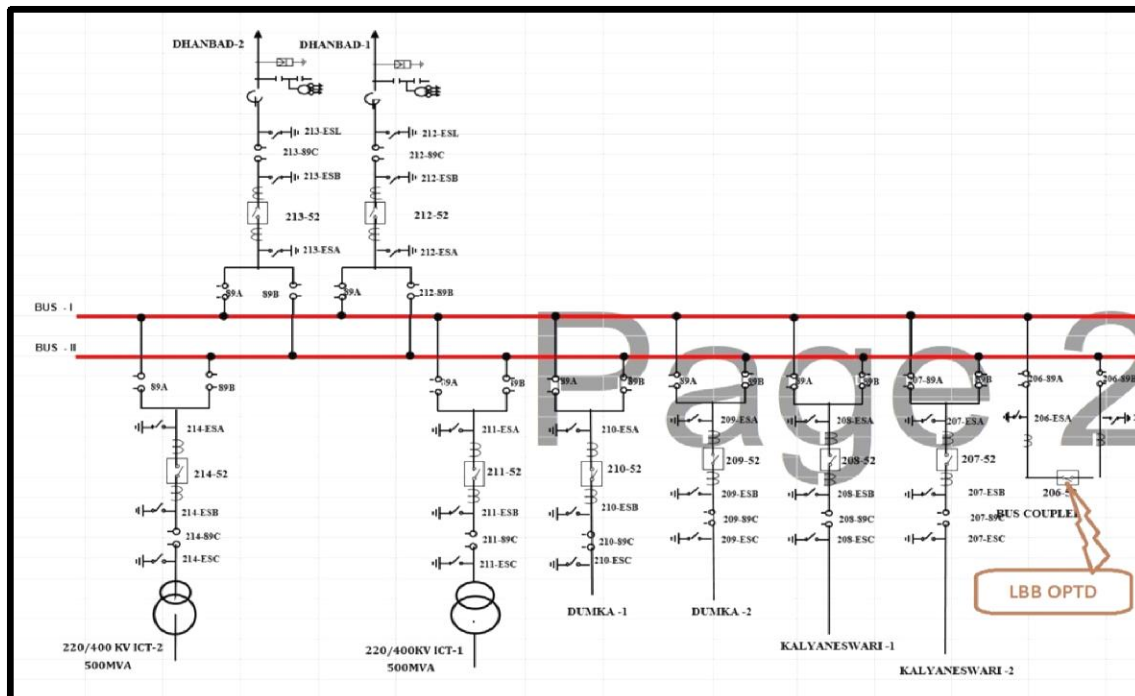 DHANBAD-2
DHANBAD-1
213-ESL
212-ESL
213-89C
212-89C
213-ESB
212-ESB
213-52
212-52
213-ESA
212-ESA
89A
89B
89A
212-89B
BUS - I
BUS - II
Page 2
89A
89B
89B
89A
89B
89A
89B
89A
89B
89B
206-89A
206-89B
214-ESA
211-ESA
210-ESA
209-ESA
208-ESA
207-ESA
206-ESA
214-52
211-52
210-52
209-52
208-52
207-52
214-ESB
211-ESB
210-ESB
209-ESB
208-ESB
207-ESB
BUS COUPLER
214-89C
211-89C
210-89C
209-89C
208-89C
207-89C
214-ESC
211-ESC
210-ESC
209-ESC
208-ESC
207-ESC
LBB OPTD
DUMKA -1
DUMKA -2
220/400 KV ICT-2
500MVA
220/400KV ICT-1
500MVA
KALYANESWARI -1
KALYANESWARI -2